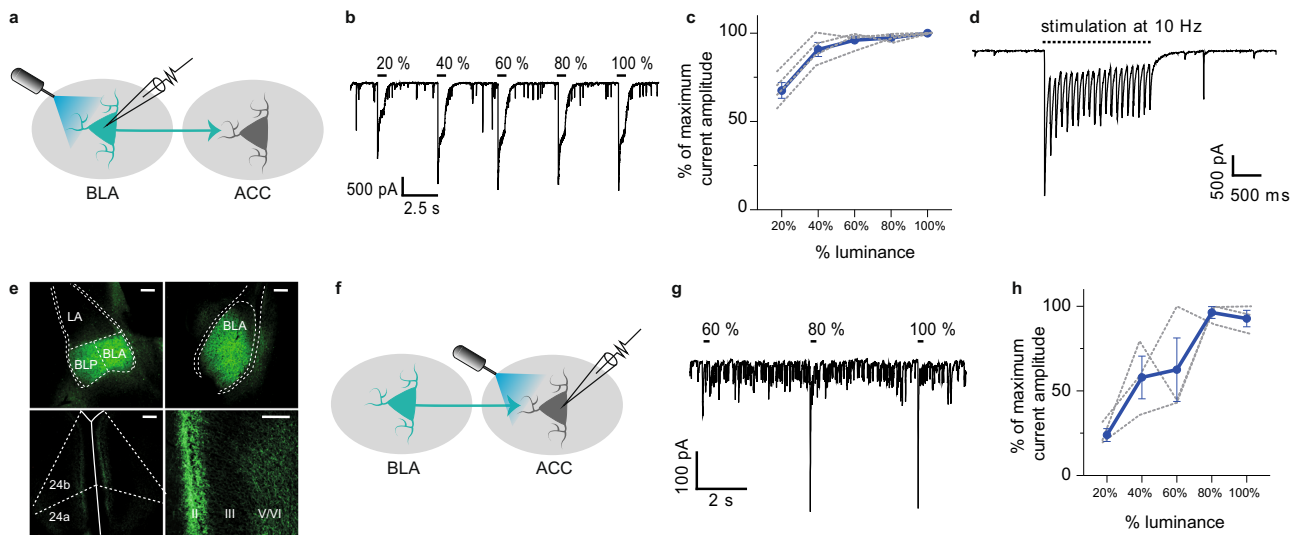 a
BLA
ACC
b
20 %
40 %
60 %
80 %
100 %
500 pA
2.5 s
c
% of maximum
current amplitude
100
50
0
20%
40%
60%
80%
100%
% luminance
d
stimulation at 10 Hz
500 pA
500 ms
e
LA
BLP
BLA
BLA
24b
24a
II
III
V/VI
f
BLA
ACC
g
60 %
80 %
100 %
100 pA
2 s
h
% of maximum
current amplitude
100
50
0
20%
40%
60%
80%
100%
% luminance